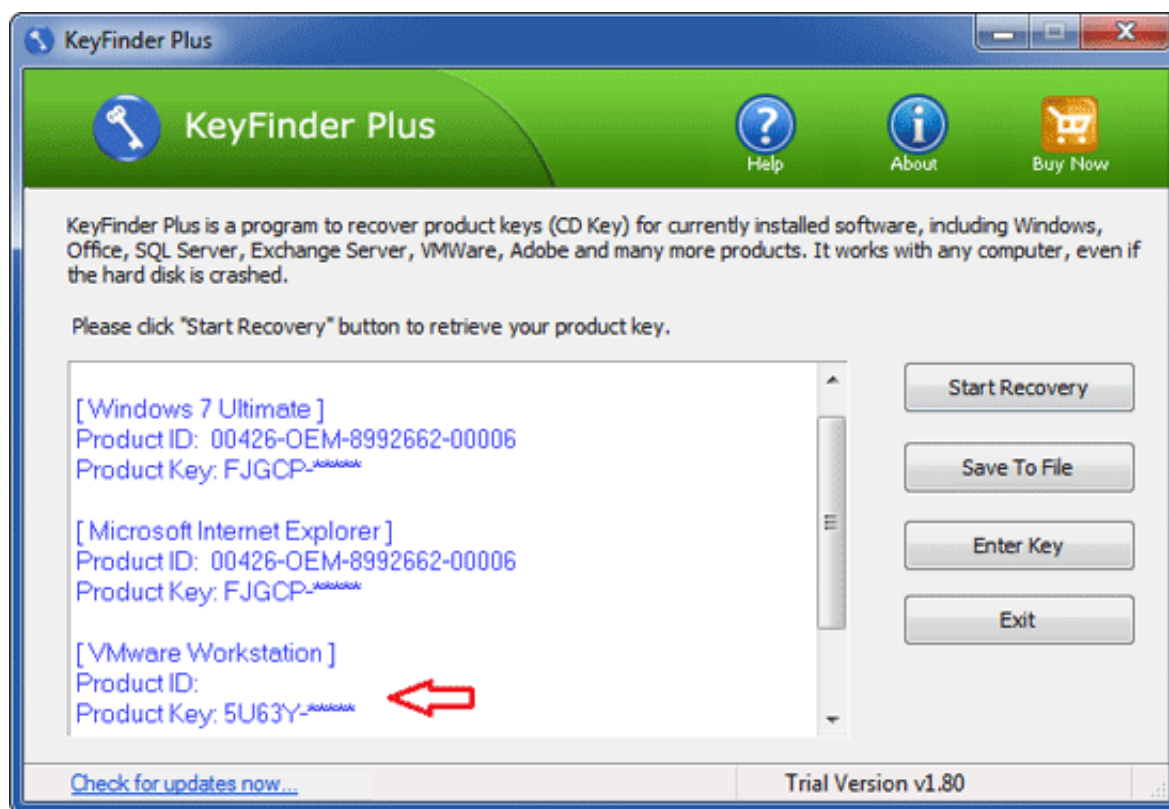 KeyFinder Plus
KeyFinder Plus
Help
About
Buy Now
KeyFinder Plus is a program to recover product keys (CD Key) for currently installed software, including Windows,
Office, SQL Server, Exchange Server, VMWare, Adobe and many more products. It works with any computer, even if
the hard disk is crashed.
Please click "Start Recovery" button to retrieve your product key.
[ Windows 7 Ultimate ]
Product ID: 00426-OEM-8992662-00006
Product Key: FJGCP-*****
[ Microsoft Internet Explorer ]
Product ID: 00426-OEM-8992662-00006
Product Key: FJGCP-*****
[ VMware Workstation ]
Product ID:
Product Key: 5U63Y-*****
Start Recovery
Save To File
Enter Key
Exit
Check for updates now...
Trial Version v1.80